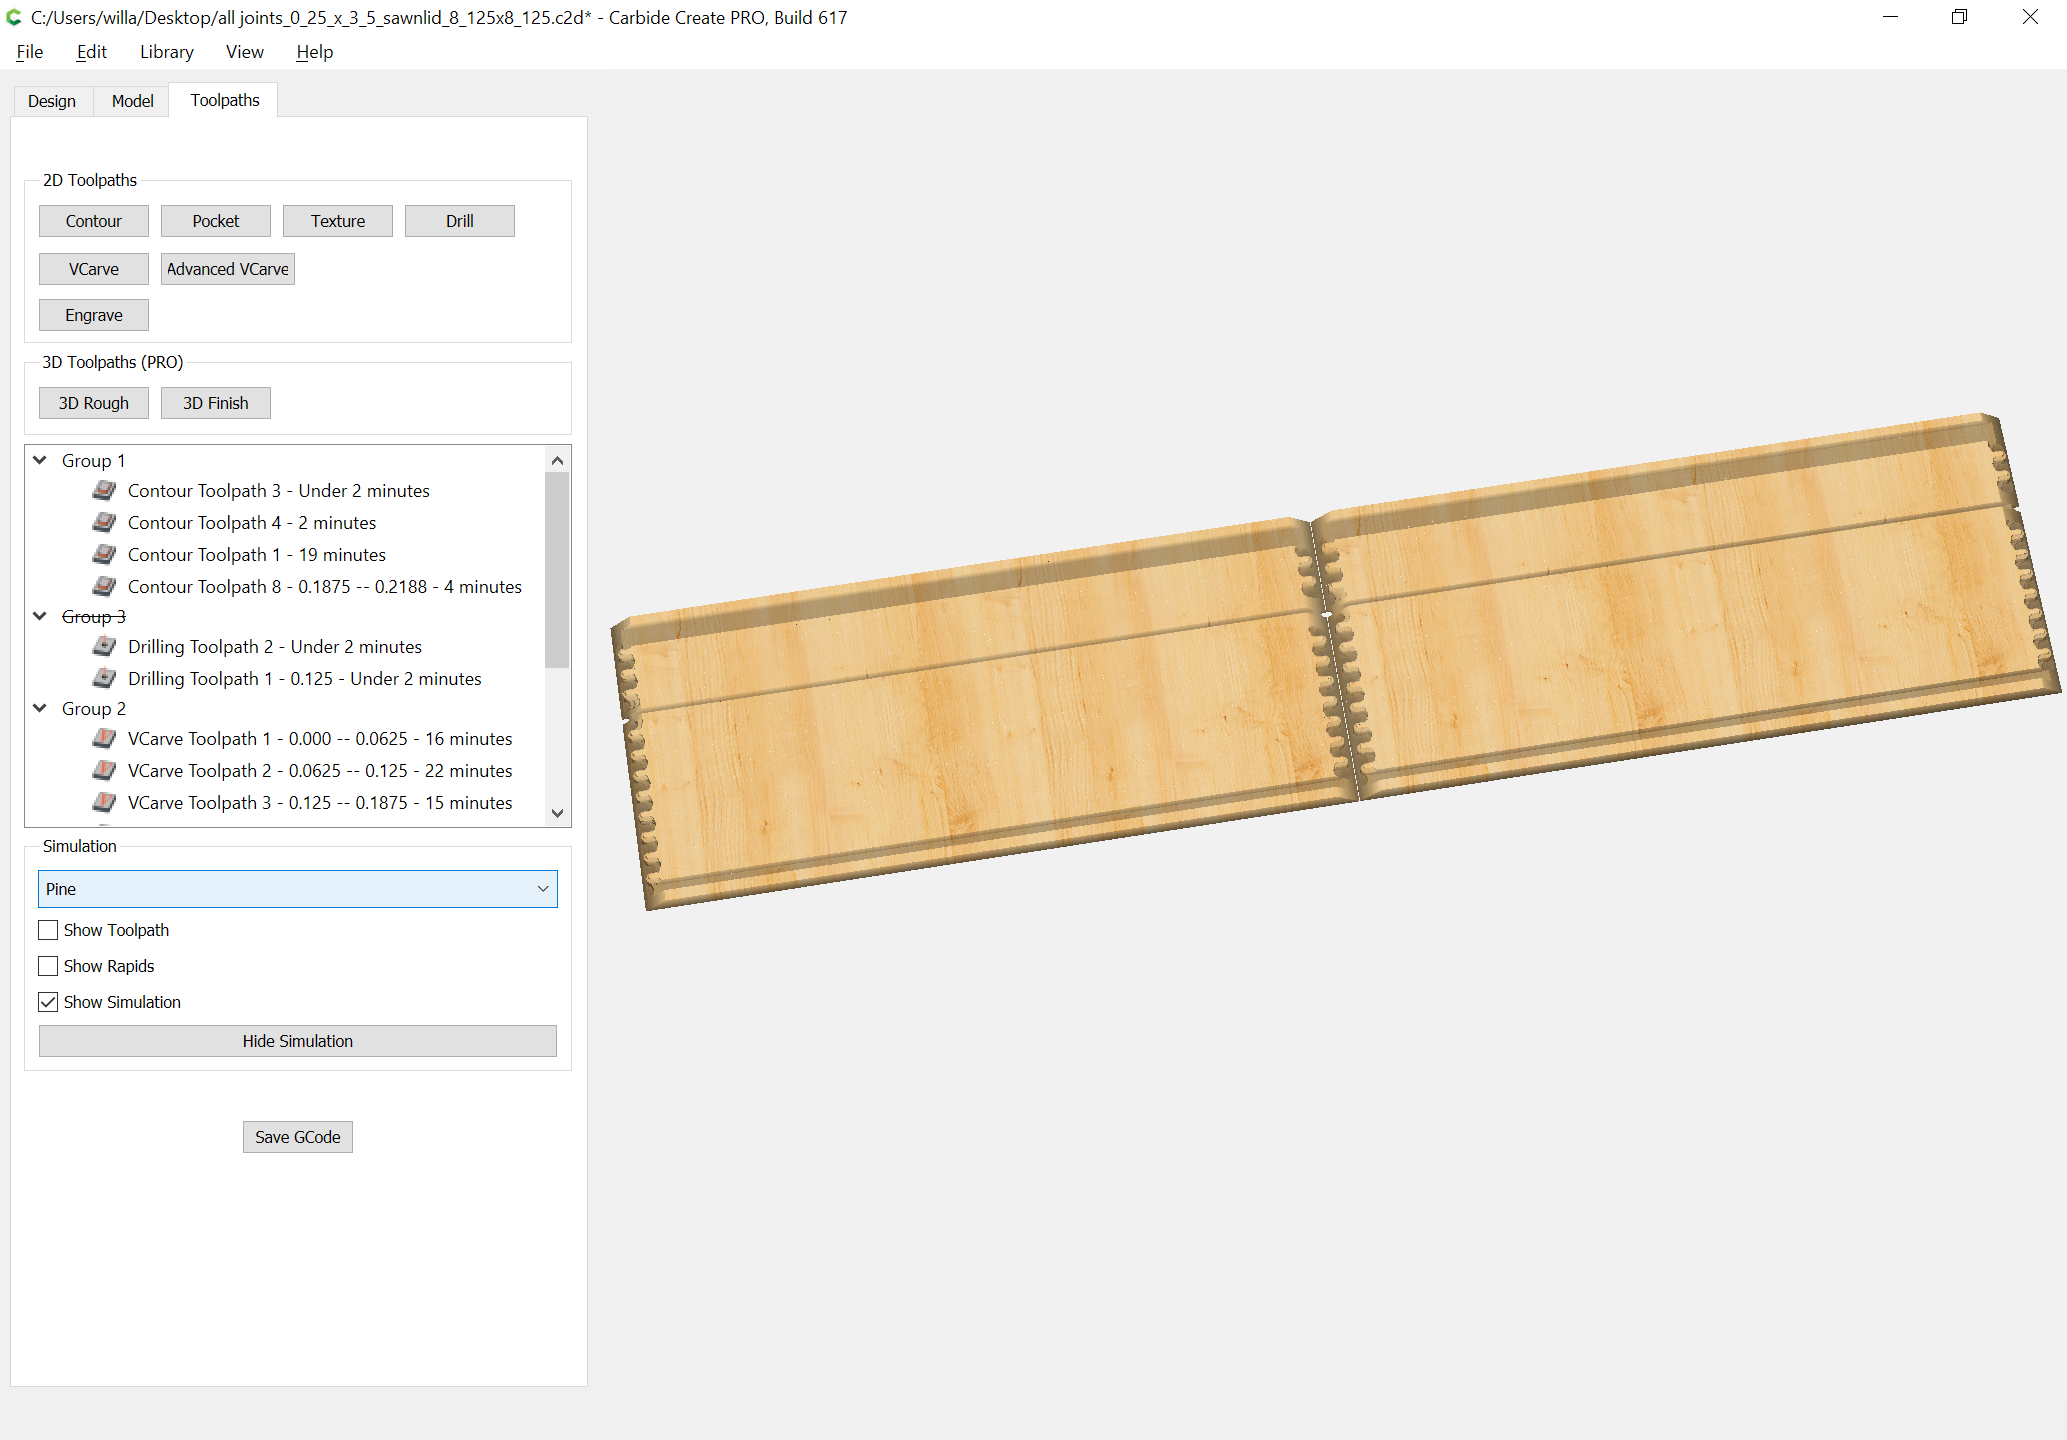 C:/Users/willa/Desktop/all joints_0_25_x_3_5_sawnlid_8_125x8_125.c2d* - Carbide Create PRO, Build 617
File Edit Library View Help
Design Model Toolpaths
2D Toolpaths
Contour Pocket Texture Drill
VCarve Advanced VCarve
Engrave
3D Toolpaths (PRO)
3D Rough 3D Finish
Group 1
Contour Toolpath 3 - Under 2 minutes
Contour Toolpath 4 - 2 minutes
Contour Toolpath 1 - 19 minutes
Contour Toolpath 8 - 0.1875 -- 0.2188 - 4 minutes
Group 3
Drilling Toolpath 2 - Under 2 minutes
Drilling Toolpath 1 - 0.125 - Under 2 minutes
Group 2
VCarve Toolpath 1 - 0.000 -- 0.0625 - 16 minutes
VCarve Toolpath 2 - 0.0625 -- 0.125 - 22 minutes
VCarve Toolpath 3 - 0.125 -- 0.1875 - 15 minutes
Simulation
Pine
Show Toolpath
Show Rapids
Show Simulation
Hide Simulation
Save GCode